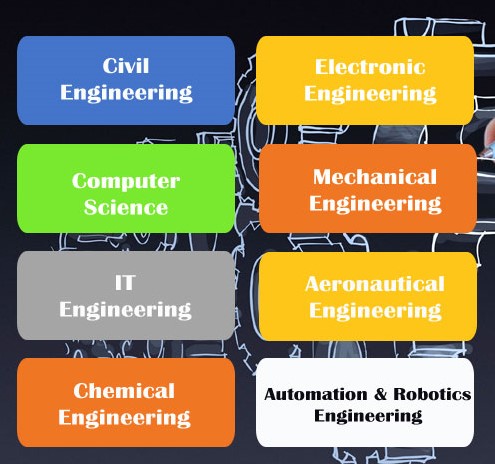 Civil
Engineering
Electronic
Engineering
Computer
Science
Mechanical
Engineering
IT
Engineering
Aeronautical
Engineering
Chemical
Engineering
Automation & Robotics
Engineering